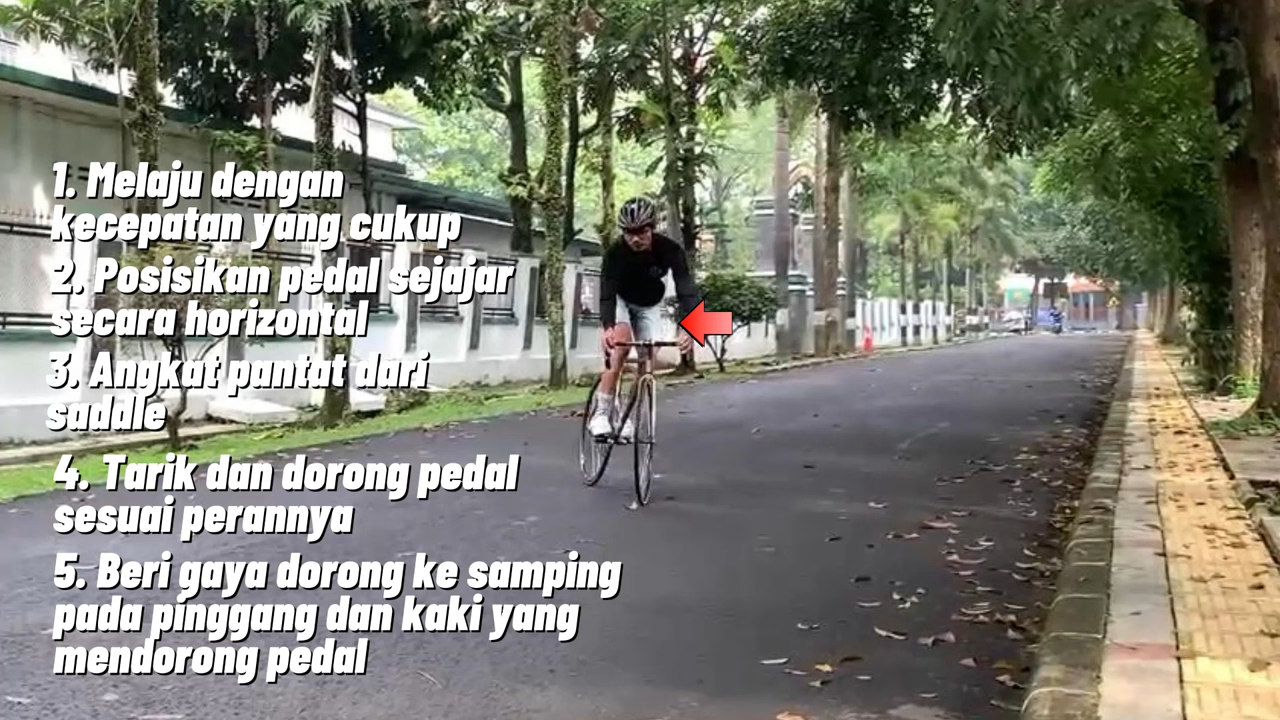 1. Melaju dengan
kecepatan yang cukup
2. Posisikan pedal sejajar
secara horizontal
3. Angkat pantat dari
saddle
4. Tarik dan dorong pedal
sesuai perannya
5. Beri gaya dorong ke samping
pada pinggang dan kaki yang
mendorong pedal